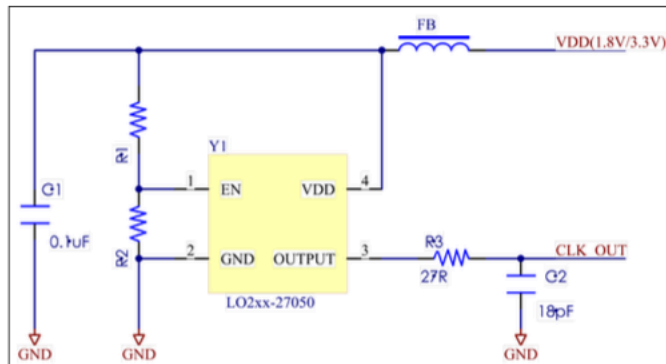 FB
VDD(1.8V/3.3V)
R1
Y1
1
EN
VDD
4
C1
0.1uF
R2
2
GND
OUTPUT
3
R3
27R
CLK_OUT
C2
18pF
LO2xx-27050
GND
GND
GND